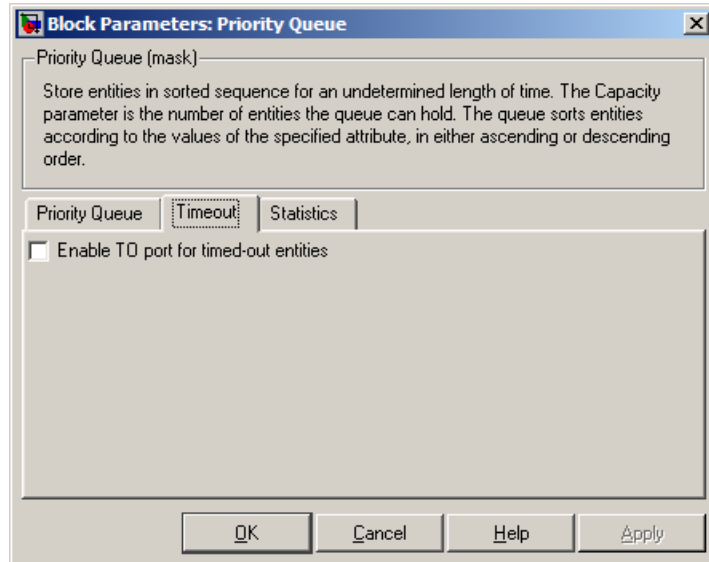 Block Parameters: Priority Queue
Priority Queue (mask)
Store entities in sorted sequence for an undetermined length of time. The Capacity
parameter is the number of entities the queue can hold. The queue sorts entities
according to the values of the specified attribute, in either ascending or descending
order.
Priority Queue Timeout Statistics
Enable TO port for timed-out entities
OK Cancel Help Apply